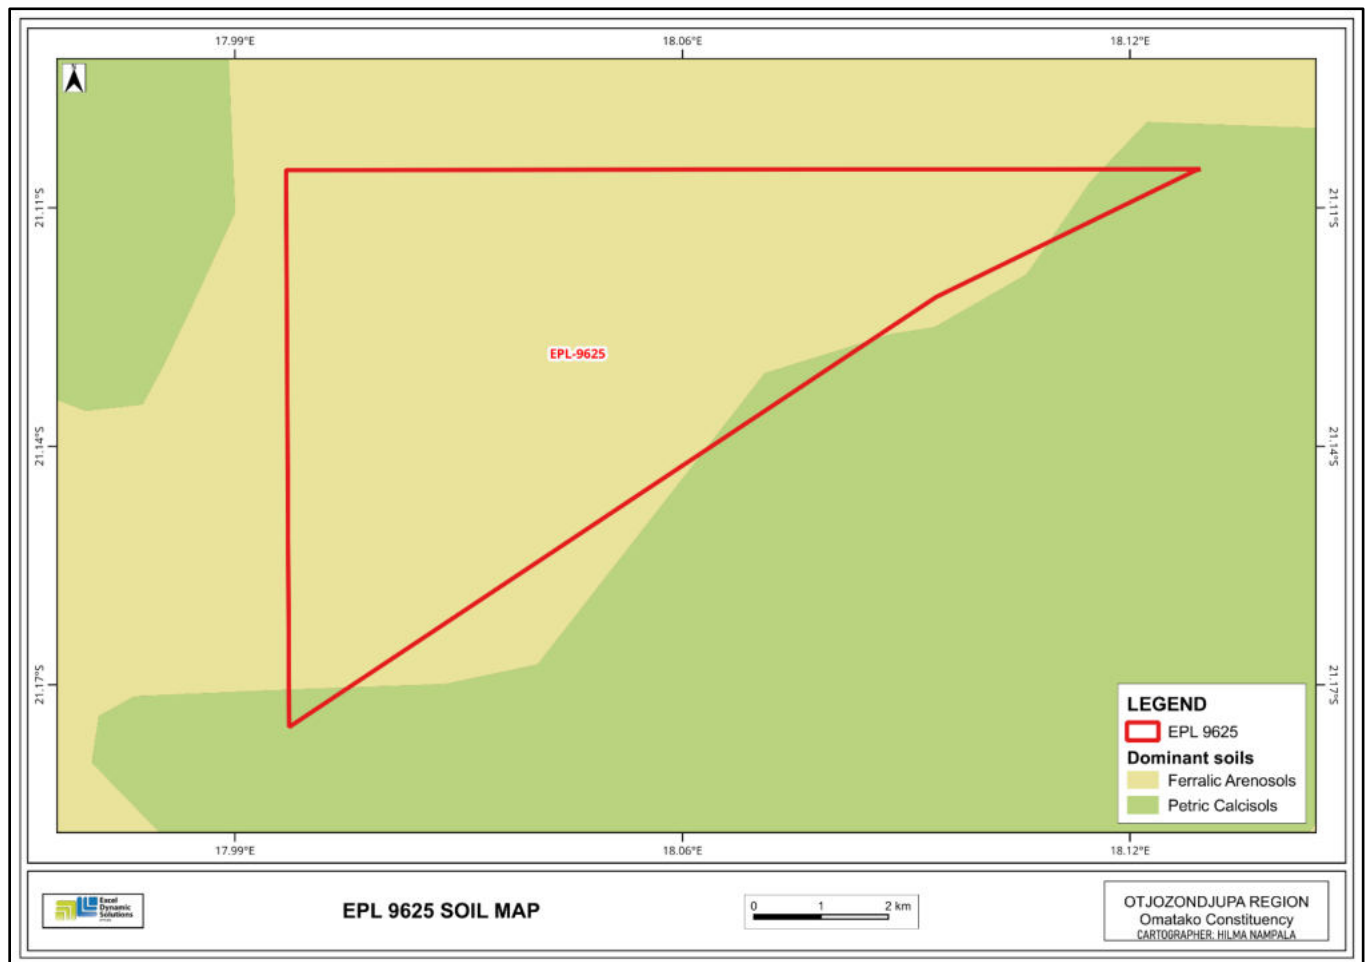 17.99°E
18.06°E
18.12°E
21.11°S
21.11°S
EPL-9625
21.14°S
21.14°S
21.17°S
21.17°S
LEGEND
EPL 9625
Dominant soils
Ferralic Arenosols
Petric Calcisols
17.99°E
18.06°E
18.12°E
Excel
Dynamic
Solutions
EPL 9625 SOIL MAP
0 1 2 km
OTJOZONDJUPA REGION
Omatako Constituency
CARTOGRAPHER: HILMA NAMPALA